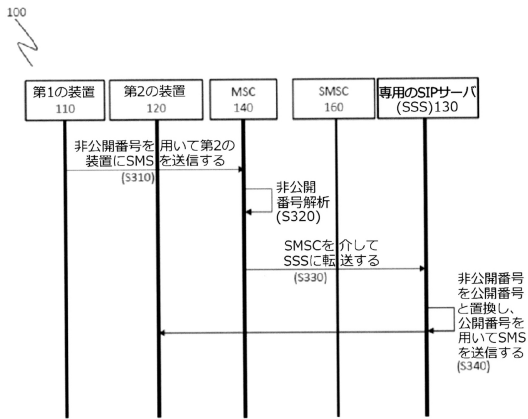 100
第1の装置
110
第2の装置
120
MSC
140
SMSC
160
専用のSIPサーバ
(SSS)130
非公開番号を用いて第2の
装置にSMSを送信する
(S310)
非公開
番号解析
(S320)
SMSCを介して
SSSに転送する
(S330)
非公開番号
を公開番号
と置換し、
公開番号を
用いてSMS
を送信する
(S340)